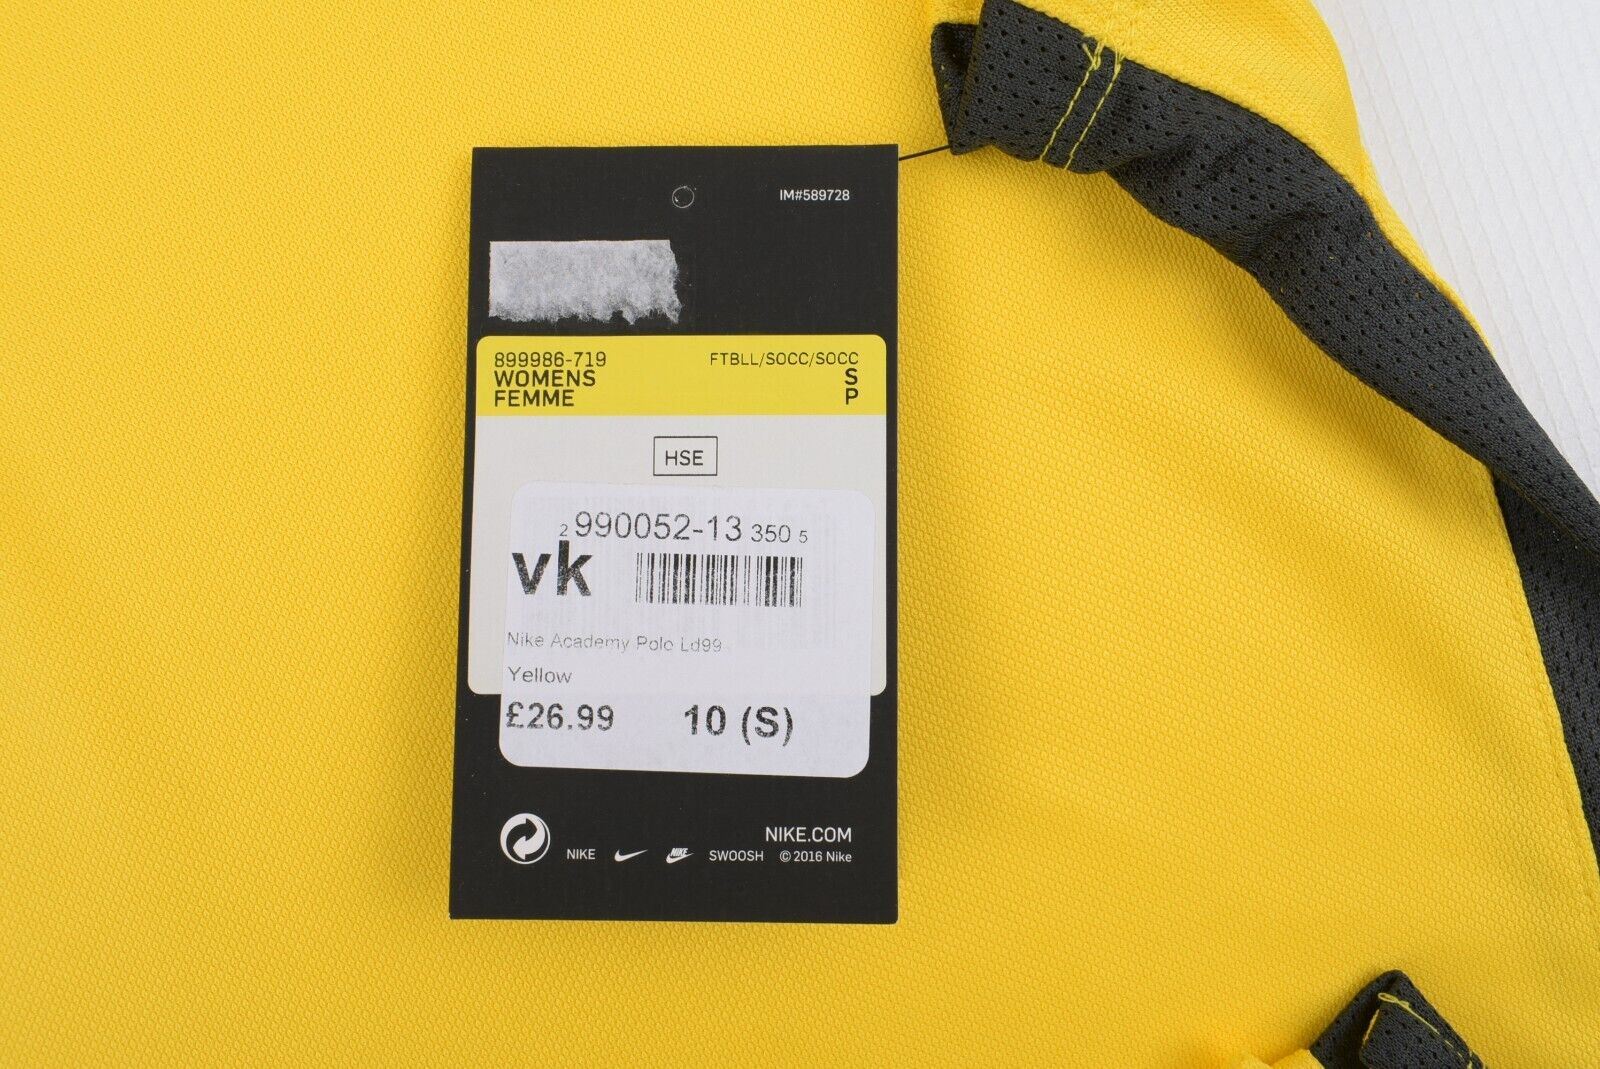 IM#589728
899986-719 FTBLL/SOCC/SOCC
WOMENS S
FEMME P
HSE
2 990052-13 350 5
vk
Nike Academy Polo Ld99
Yellow
£26.99 10 (S)
NIKE.COM
NIKE NIKE SWOOSH © 2016 Nike